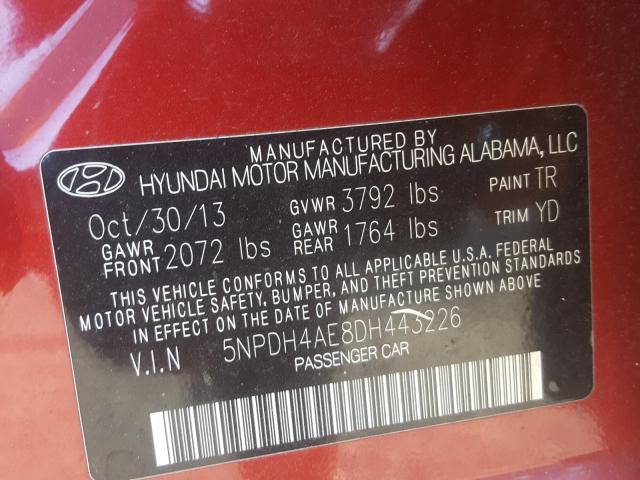 MANUFACTURED BY
HYUNDAI MOTOR MANUFACTURING ALABAMA, LLC
Oct/30/13 GVWR 3792 lbs PAINT TR
GAWR FRONT 2072 lbs GAWR REAR 1764 lbs TRIM YD
THIS VEHICLE CONFORMS TO ALL APPLICABLE U.S.A. FEDERAL
MOTOR VEHICLE SAFETY, BUMPER, AND THEFT PREVENTION STANDARDS
IN EFFECT ON THE DATE OF MANUFACTURE SHOWN ABOVE
V.I.N 5NPDH4AE8DH443226
PASSENGER CAR